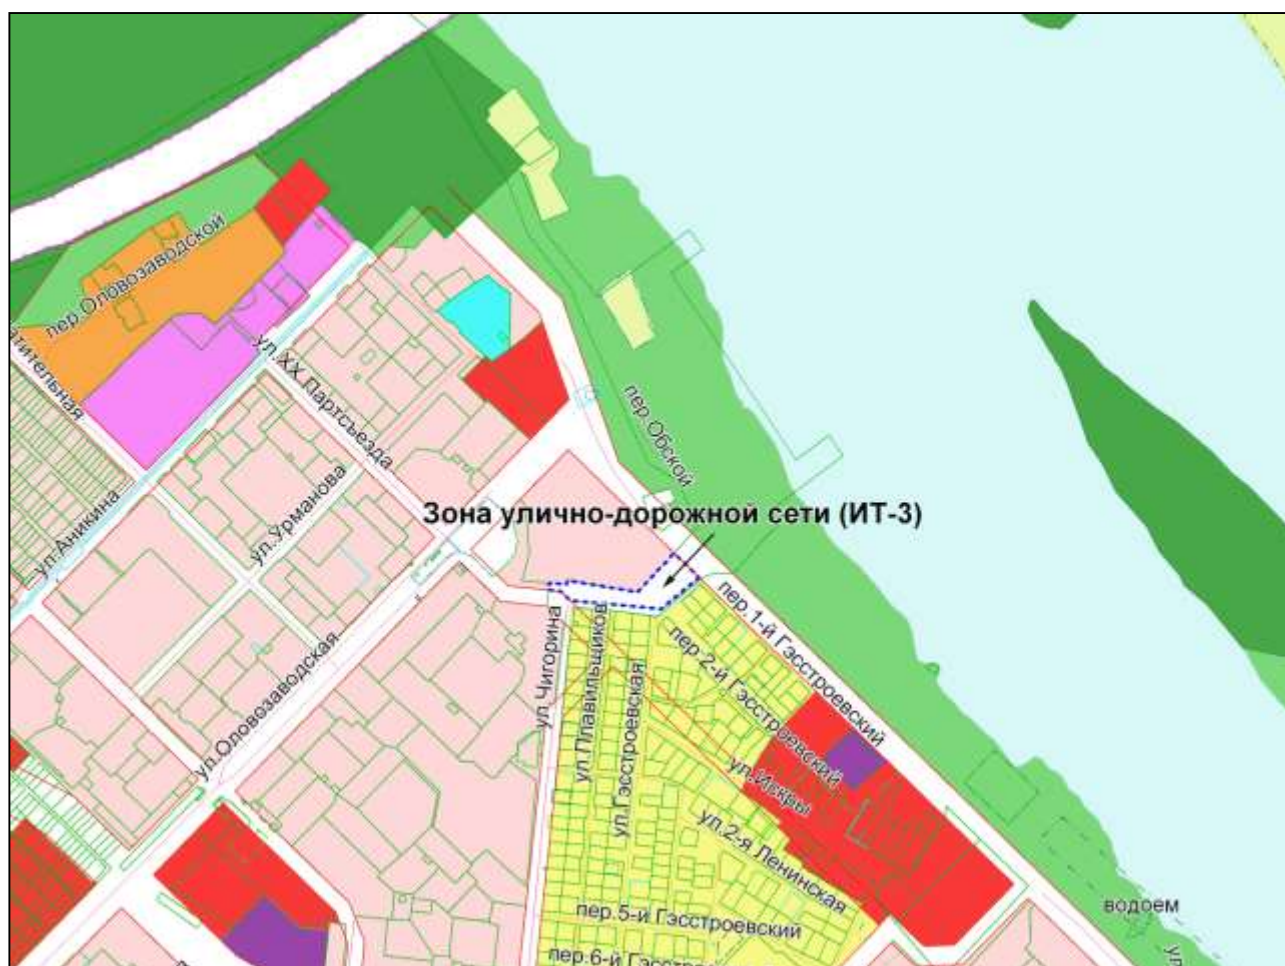 пер.Оловозаводской
ул.XX Партсъезда
пер.Обской
ул.Аникина
ул.Урманова
Зона улично-дорожной сети (ИТ-3)
пер.1-й Гэсстроевский
ул.Чигорина
ул.Плавильщиков
ул.Гэсстроевская
пер.2-й Гэсстроевский
ул.Оловозаводская
ул.Искры
ул.2-я Ленинская
водоем
пер.5-й Гэсстроевский